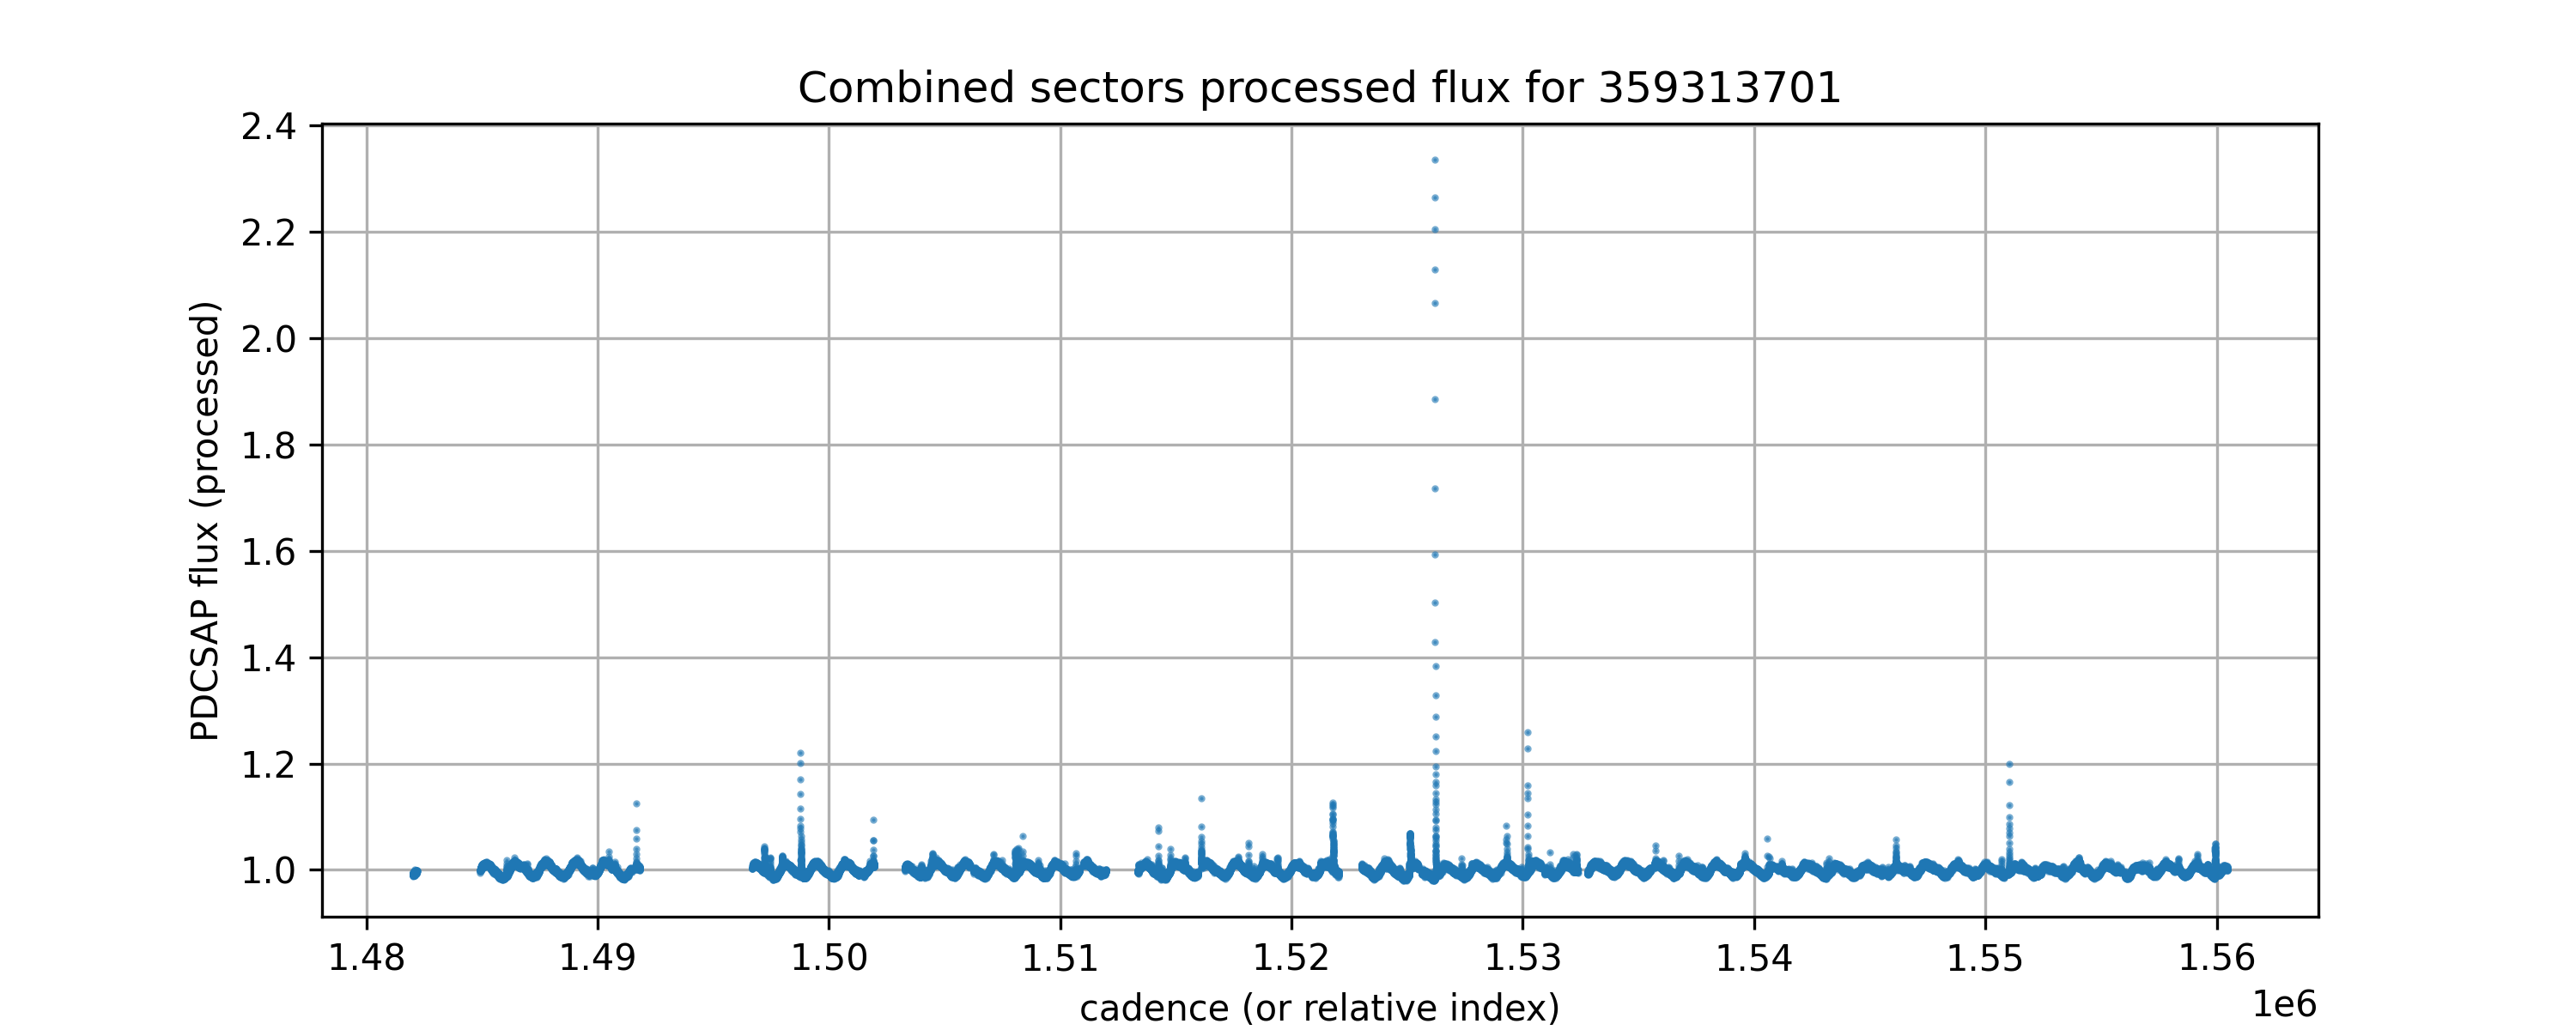 Combined sectors processed flux for 359313701
PDCSAP flux (processed)
2.4
2.2
2.0
1.8
1.6
1.4
1.2
1.0
1.48 1.49 1.50 1.51 1.52 1.53 1.54 1.55 1.56
1e6
cadence (or relative index)